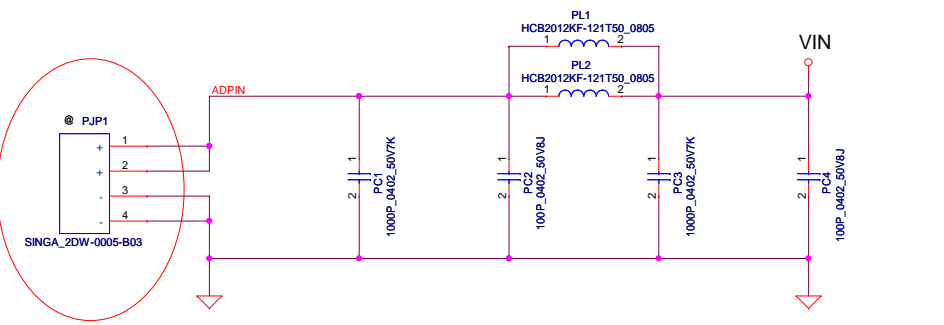 PL1
HCB2012KF-121T50_0805
1 2
VIN
PL2
HCB2012KF-121T50_0805
1 2
ADPIN
@ PJP1
+ 1
+ 2
- 3
- 4
SINGA_2DW-0005-B03
1
2
PC1
1000P_0402_50V7K
1
2
PC2
100P_0402_50V8J
1
2
PC3
1000P_0402_50V7K
1
2
PC4
100P_0402_50V8J